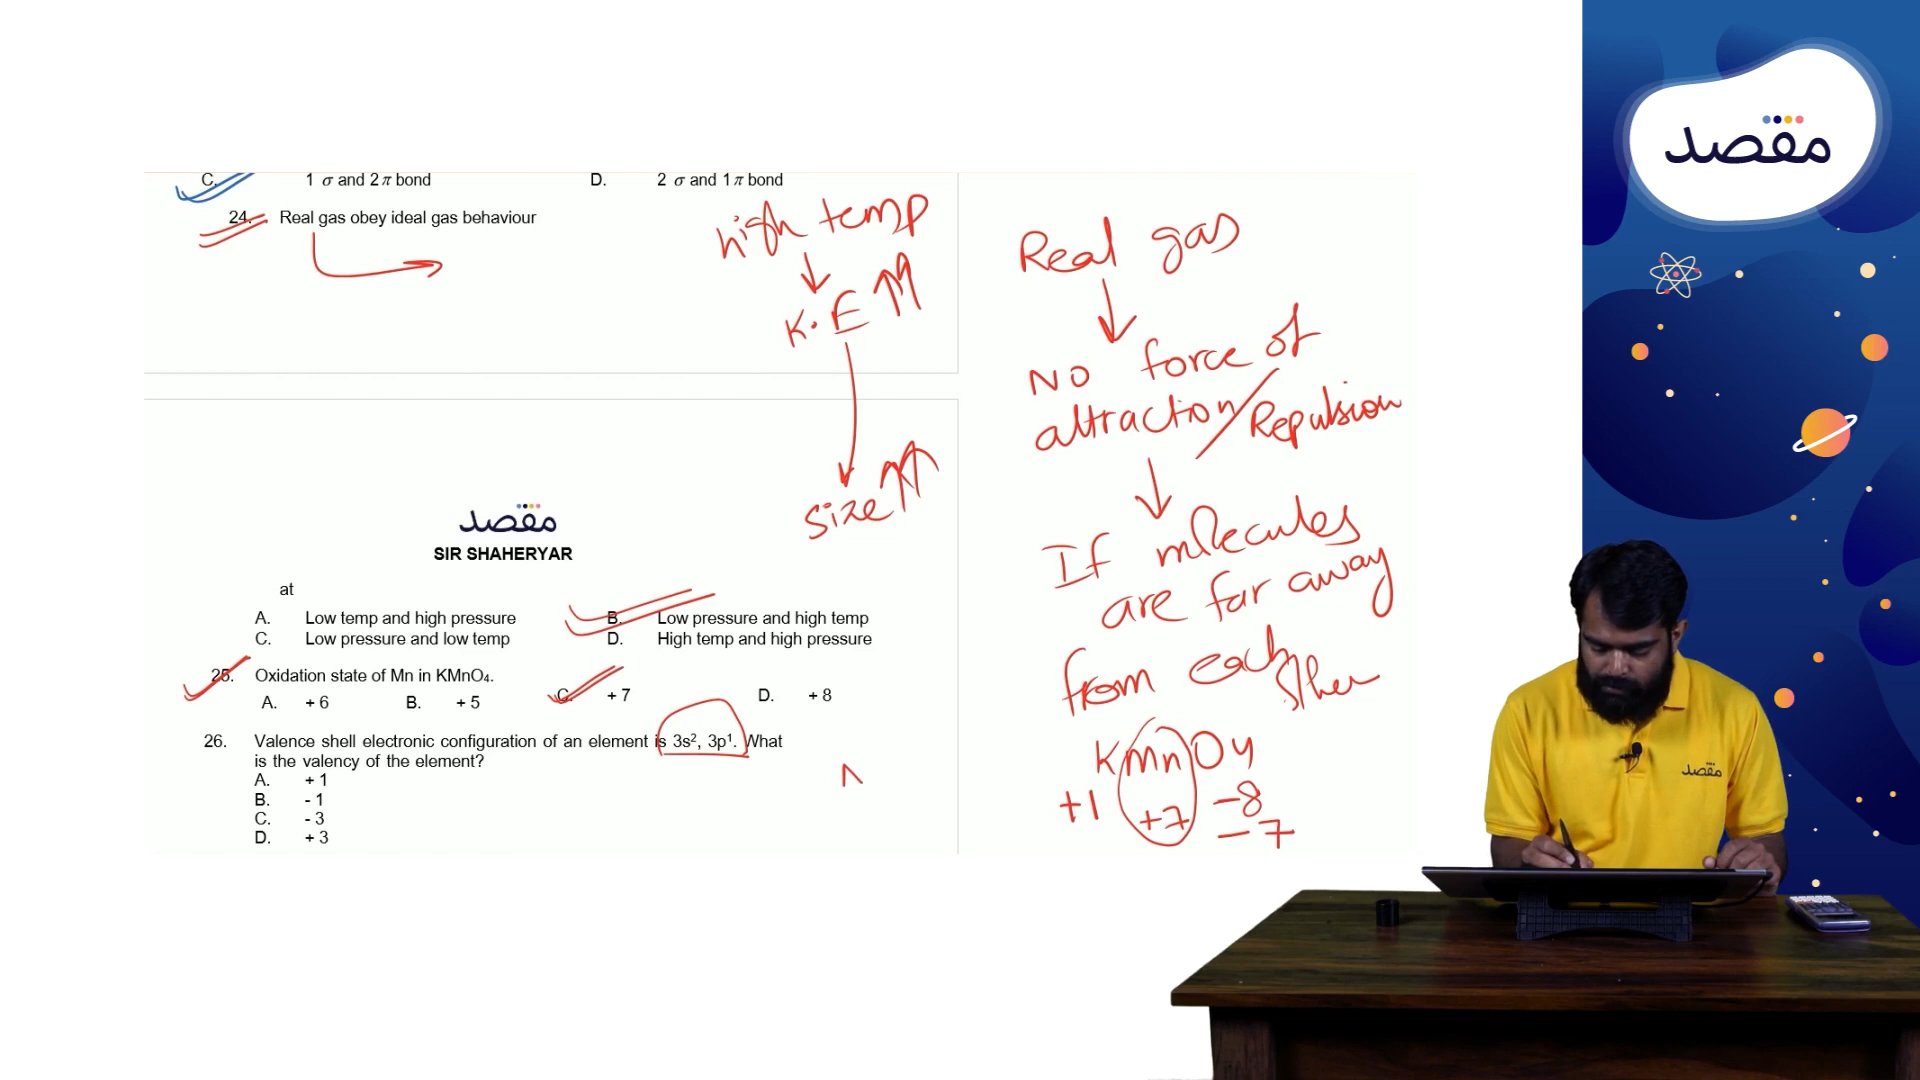 C. 1 σ and 2 π bond D. 2 σ and 1 π bond
24. Real gas obey ideal gas behaviour
high temp
K.E
size
Real gas
NO force of
attraction/Repulsion
If molecules
are far away
from each
other
مقصد
SIR SHAHERYAR
at
A. Low temp and high pressure B. Low pressure and high temp
C. Low pressure and low temp D. High temp and high pressure
25. Oxidation state of Mn in KMnO₄.
A. + 6 B. + 5 C. + 7 D. + 8
26. Valence shell electronic configuration of an element is 3s², 3p¹. What
is the valency of the element?
A. + 1
B. - 1
C. - 3
D. + 3
KMnO4
+1 +7 -8
-7
مقصد
مقصد